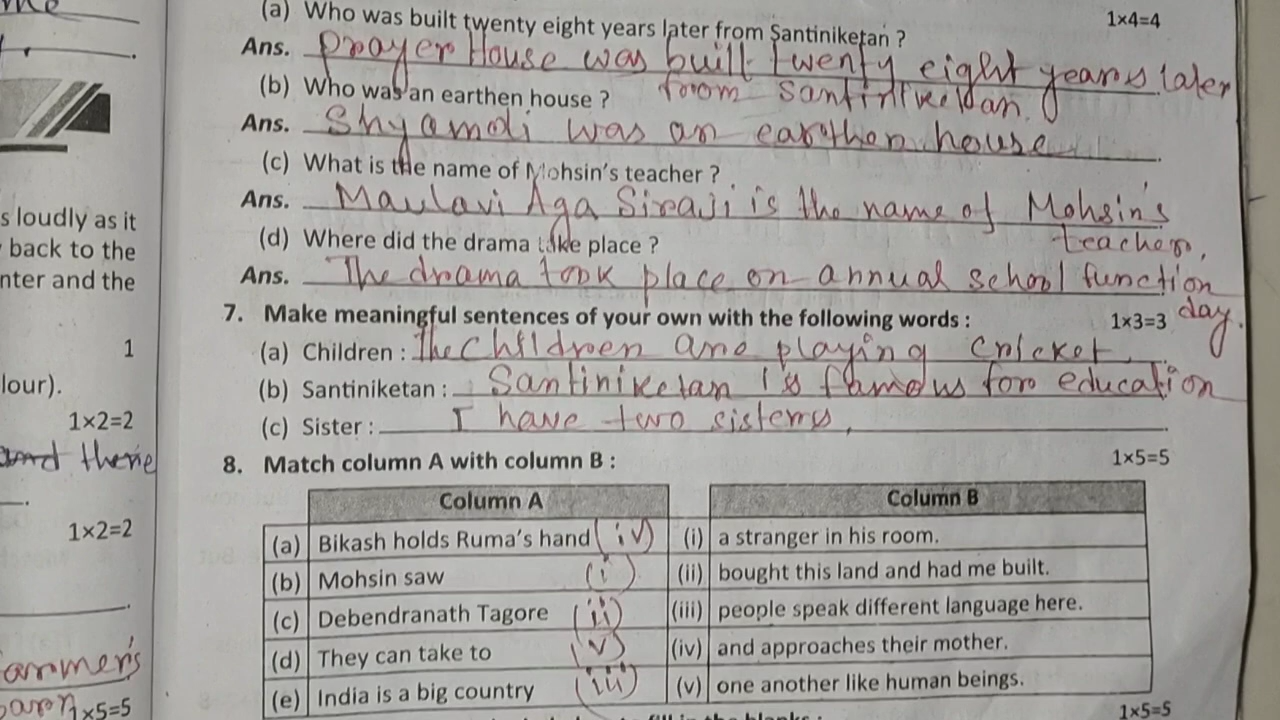 me
(a) Who was built twenty eight years later from Santiniketan ?
1×4=4
Ans. Prayer House was built twenty eight years later
from Santiniketan.
(b) Who was an earthen house ?
Ans. Shyamoli was an earthen house
(c) What is the name of Mohsin's teacher ?
Ans. Maulavi Aga Siraji is the name of Mohsin's
teacher.
(d) Where did the drama take place ?
Ans. The drama took place on annual school function
day.
7. Make meaningful sentences of your own with the following words : 1×3=3
(a) Children : The children are playing cricket
(b) Santiniketan : Santiniketan is famous for education
(c) Sister : I have two sisters.
8. Match column A with column B : 1×5=5
Column A Column B
(a) Bikash holds Ruma's hand (iv) (i) a stranger in his room.
(b) Mohsin saw (i) (ii) bought this land and had me built.
(c) Debendranath Tagore (ii) (iii) people speak different language here.
(d) They can take to (v) (iv) and approaches their mother.
(e) India is a big country (iii) (v) one another like human beings.
1×5=5
s loudly as it
back to the
nter and the
1
lour).
1×2=2
and there
1×2=2
armer's
1×5=5